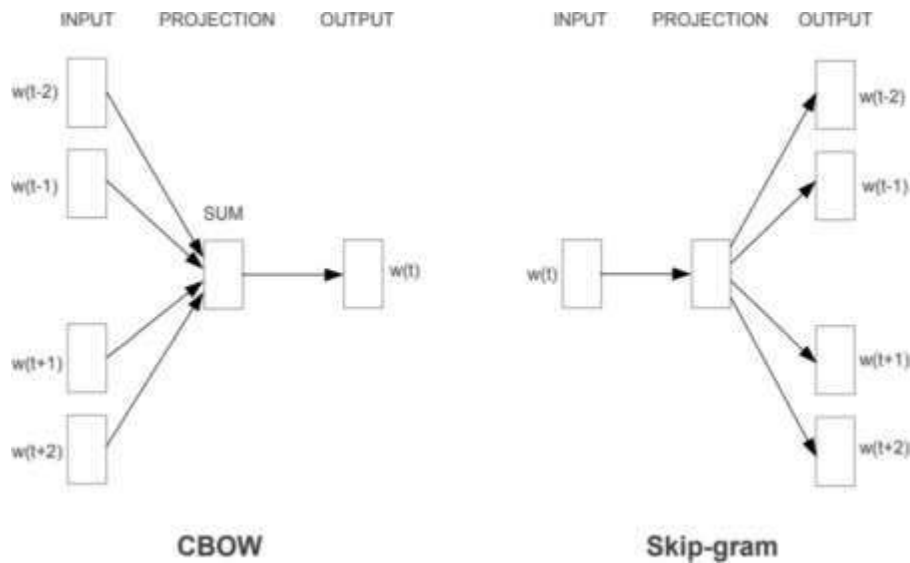 INPUT PROJECTION OUTPUT
w(t-2)
w(t-1)
SUM
w(t)
w(t+1)
w(t+2)
CBOW
INPUT PROJECTION OUTPUT
w(t-2)
w(t-1)
w(t)
w(t+1)
w(t+2)
Skip-gram